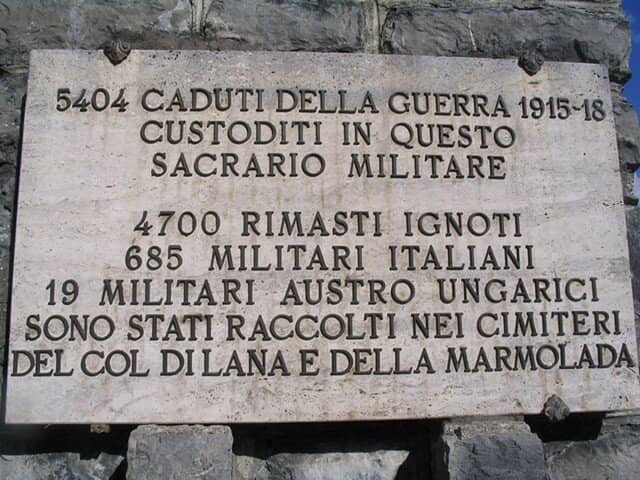 5404 CADUTI DELLA GUERRA 1915-18
CUSTODITI IN QUESTO
SACRARIO MILITARE
4700 RIMASTI IGNOTI
685 MILITARI ITALIANI
19 MILITARI AUSTRO UNGARICI
SONO STATI RACCOLTI NEI CIMITERI
DEL COL DI LANA E DELLA MARMOLADA